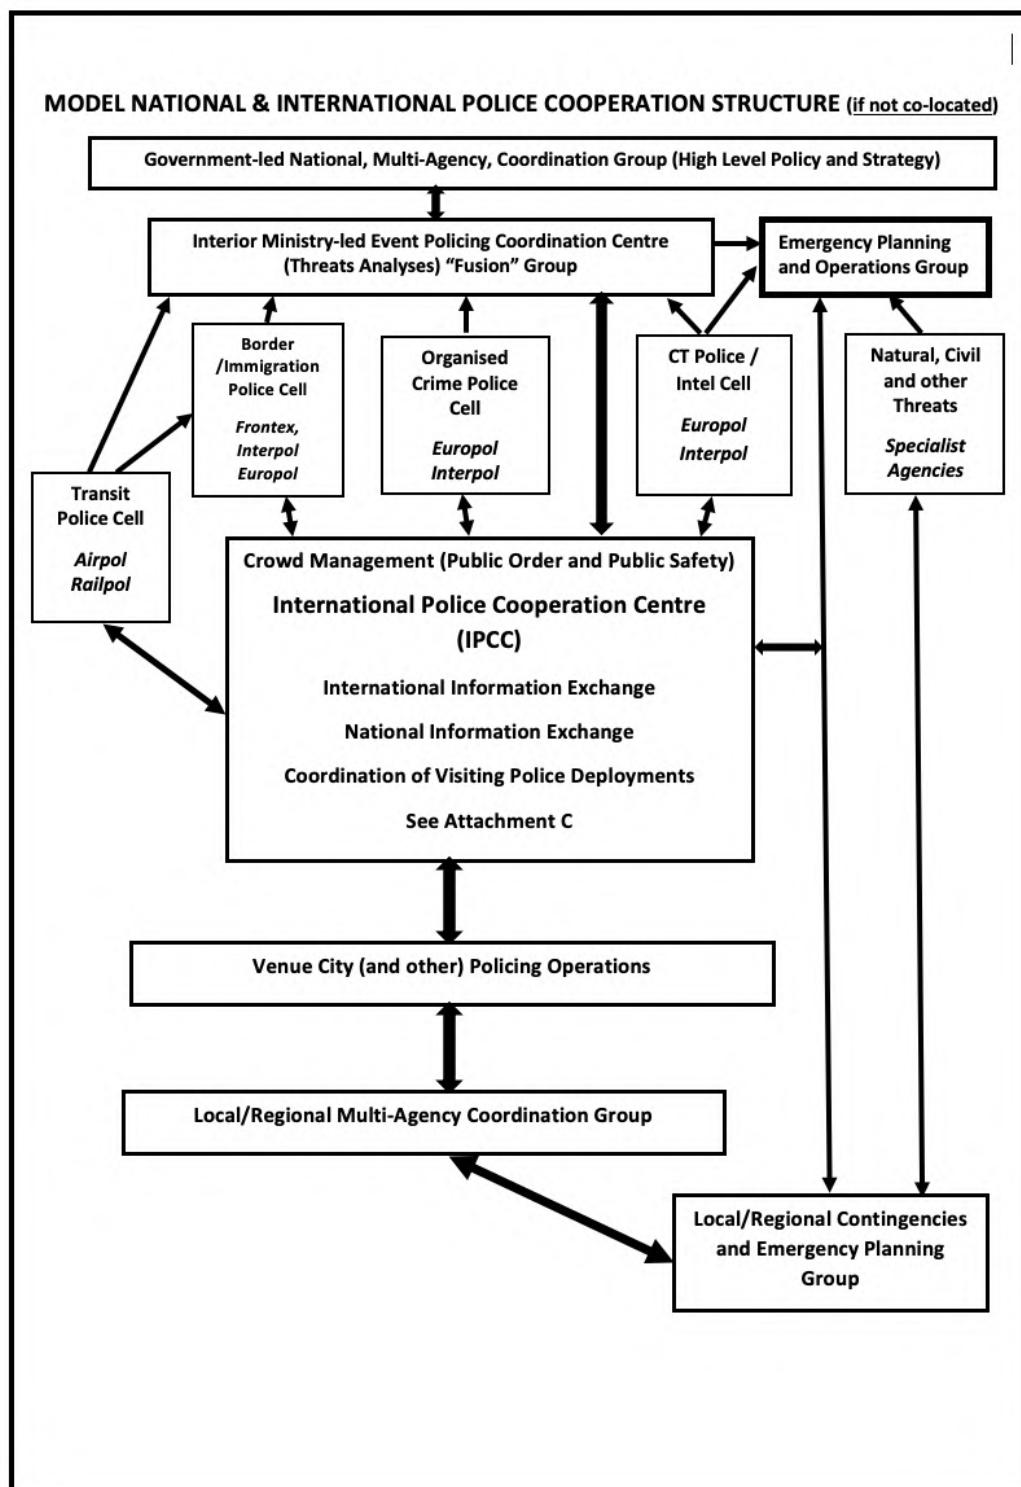 MODEL NATIONAL & INTERNATIONAL POLICE COOPERATION STRUCTURE (if not co-located)
Government-led National, Multi-Agency, Coordination Group (High Level Policy and Strategy)
Interior Ministry-led Event Policing Coordination Centre
(Threats Analyses) “Fusion” Group
Emergency Planning
and Operations Group
Border
/Immigration
Police Cell
Frontex,
Interpol
Europol
Organised
Crime Police
Cell
Europol
Interpol
CT Police /
Intel Cell
Europol
Interpol
Natural, Civil
and other
Threats
Specialist
Agencies
Transit
Police Cell
Airpol
Railpol
Crowd Management (Public Order and Public Safety)
International Police Cooperation Centre
(IPCC)
International Information Exchange
National Information Exchange
Coordination of Visiting Police Deployments
See Attachment C
Venue City (and other) Policing Operations
Local/Regional Multi-Agency Coordination Group
Local/Regional Contingencies
and Emergency Planning
Group